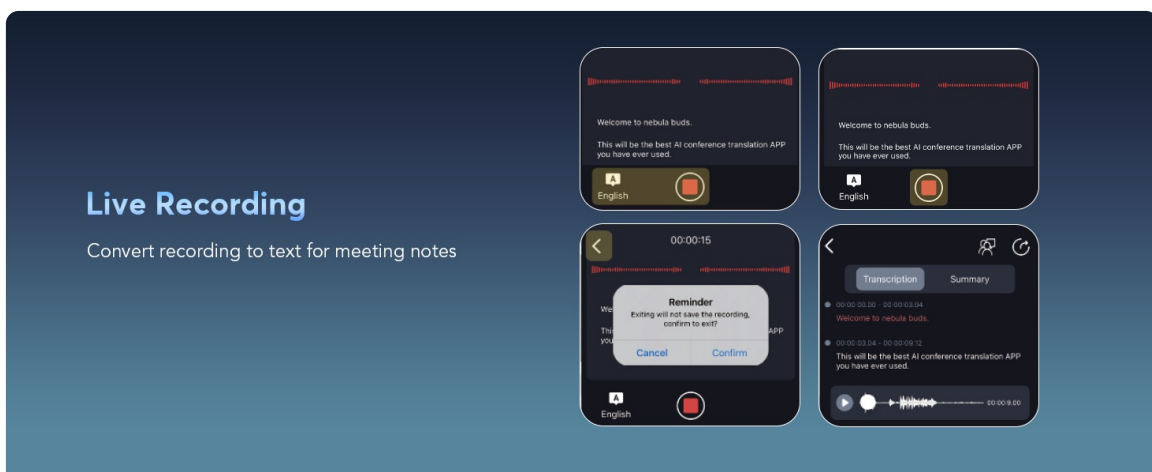 Live Recording
Convert recording to text for meeting notes
Welcome to nebula buds.
This will be the best AI conference translation APP
you have ever used.
A
English
Welcome to nebula buds.
This will be the best AI conference translation APP
you have ever used.
A
English
00:00:15
We
Thi
APP
you
Reminder
Exiting will not save the recording,
confirm to exit?
Cancel
Confirm
A
English
Transcription
Summary
00:00:00.00 - 00:00:03.04
Welcome to nebula buds.
00:00:03.04 - 00:00:09.12
This will be the best AI conference translation APP
you have ever used.
00:00:9.00